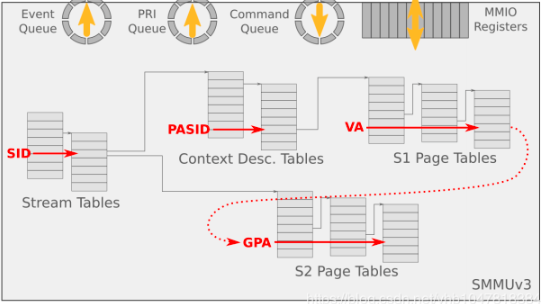 Event
Queue
PRI
Queue
Command
Queue
MMIO
Registers
SID
Stream Tables
PASID
Context Desc. Tables
VA
S1 Page Tables
GPA
S2 Page Tables
SMMUv3